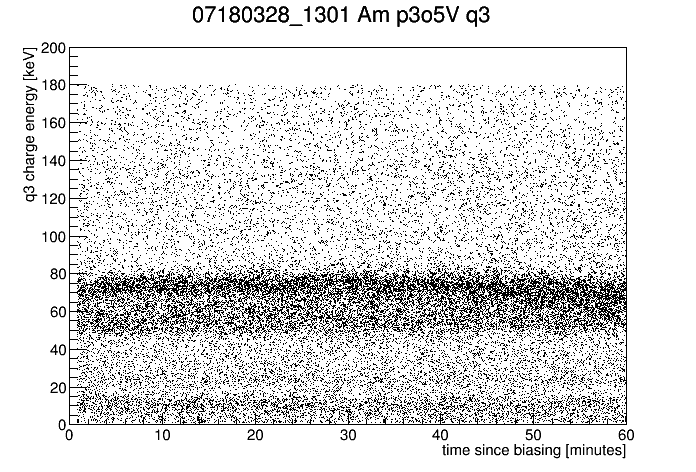 07180328_1301 Am p3o5V q3
q3 charge energy [keV]
200
180
160
140
120
100
80
60
40
20
0
0 10 20 30 40 50 60
time since biasing [minutes]